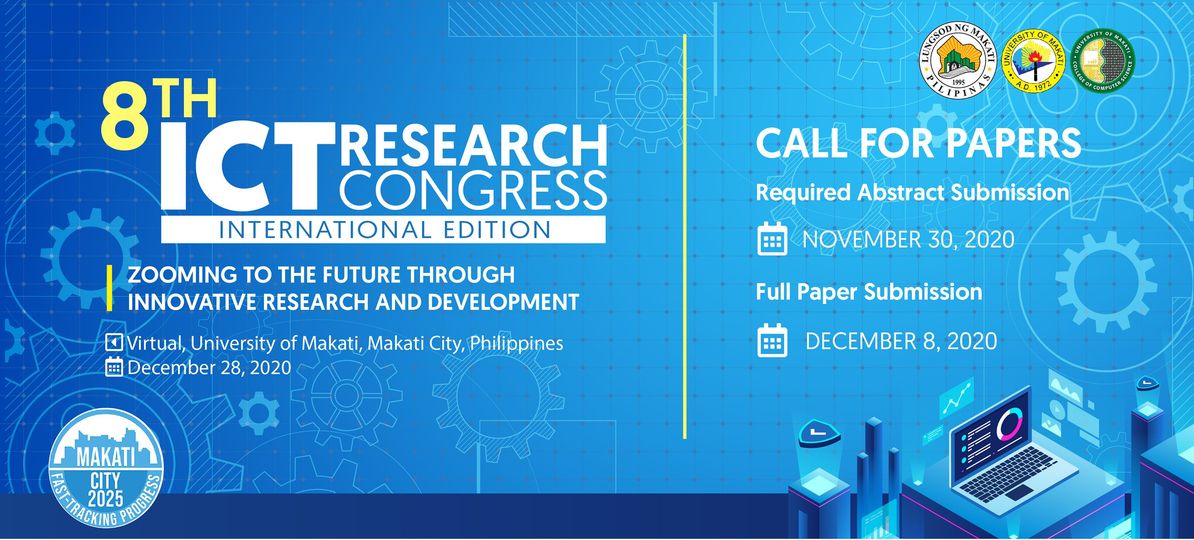 8TH
ICT RESEARCH
CONGRESS
INTERNATIONAL EDITION
ZOOMING TO THE FUTURE THROUGH
INNOVATIVE RESEARCH AND DEVELOPMENT
Virtual, University of Makati, Makati City, Philippines
December 28, 2020
MAKATI
CITY
2025
FAST-TRACKING PROGRESS
LUNGSOD NG MAKATI
1995
PILIPINAS
UNIVERSITY OF MAKATI
A.D. 1972
UNIVERSITY OF MAKATI
COLLEGE OF COMPUTER SCIENCE
CALL FOR PAPERS
Required Abstract Submission
NOVEMBER 30, 2020
Full Paper Submission
DECEMBER 8, 2020